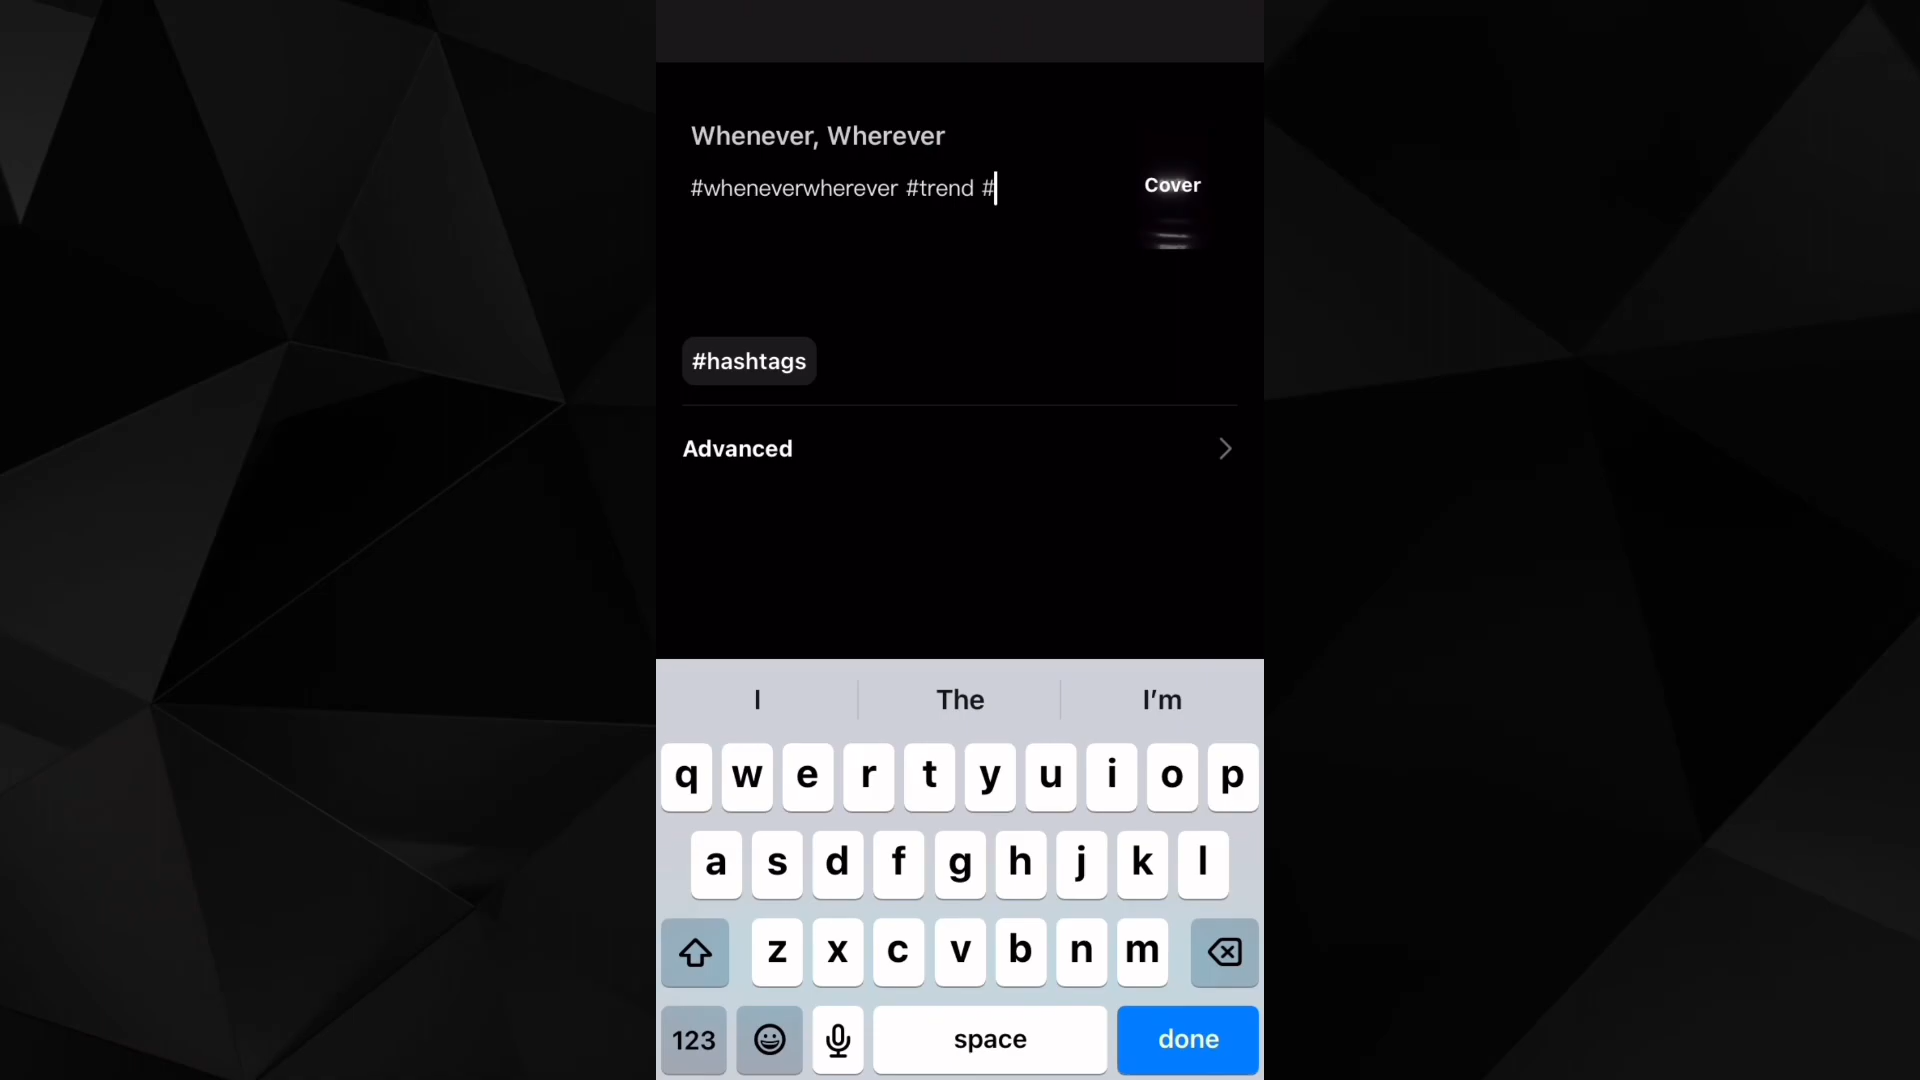 Whenever, Wherever
#wheneverwherever #trend #
Cover
#hashtags
Advanced
I The I'm
q w e r t y u i o p
a s d f g h j k l
z x c v b n m
123 space done